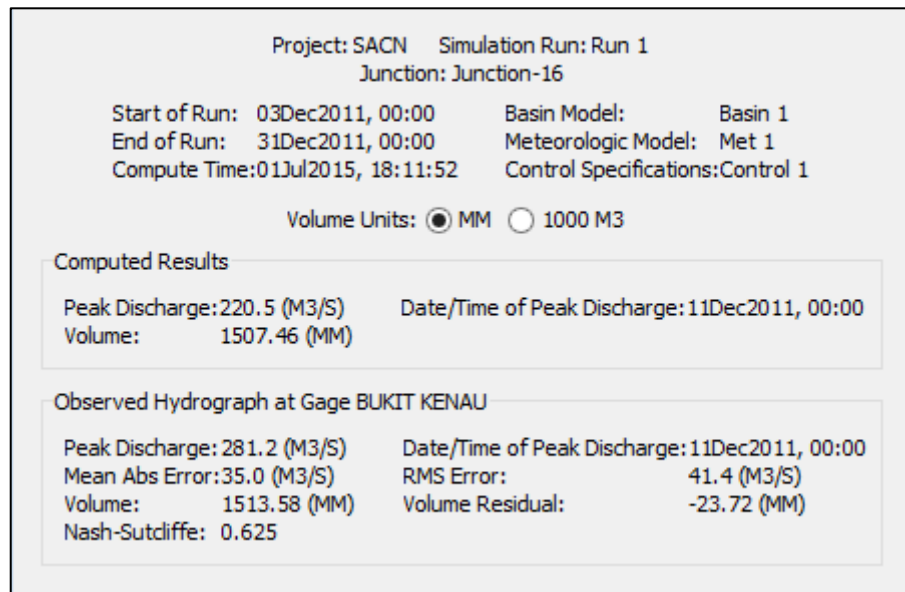 Project: SACN Simulation Run: Run 1
Junction: Junction-16
Start of Run: 03Dec2011, 00:00 Basin Model: Basin 1
End of Run: 31Dec2011, 00:00 Meteorologic Model: Met 1
Compute Time:01Jul2015, 18:11:52 Control Specifications:Control 1
Volume Units: MM 1000 M3
Computed Results
Peak Discharge:220.5 (M3/S) Date/Time of Peak Discharge:11Dec2011, 00:00
Volume: 1507.46 (MM)
Observed Hydrograph at Gage BUKIT KENAU
Peak Discharge:281.2 (M3/S) Date/Time of Peak Discharge:11Dec2011, 00:00
Mean Abs Error:35.0 (M3/S) RMS Error: 41.4 (M3/S)
Volume: 1513.58 (MM) Volume Residual: -23.72 (MM)
Nash-Sutcliffe: 0.625